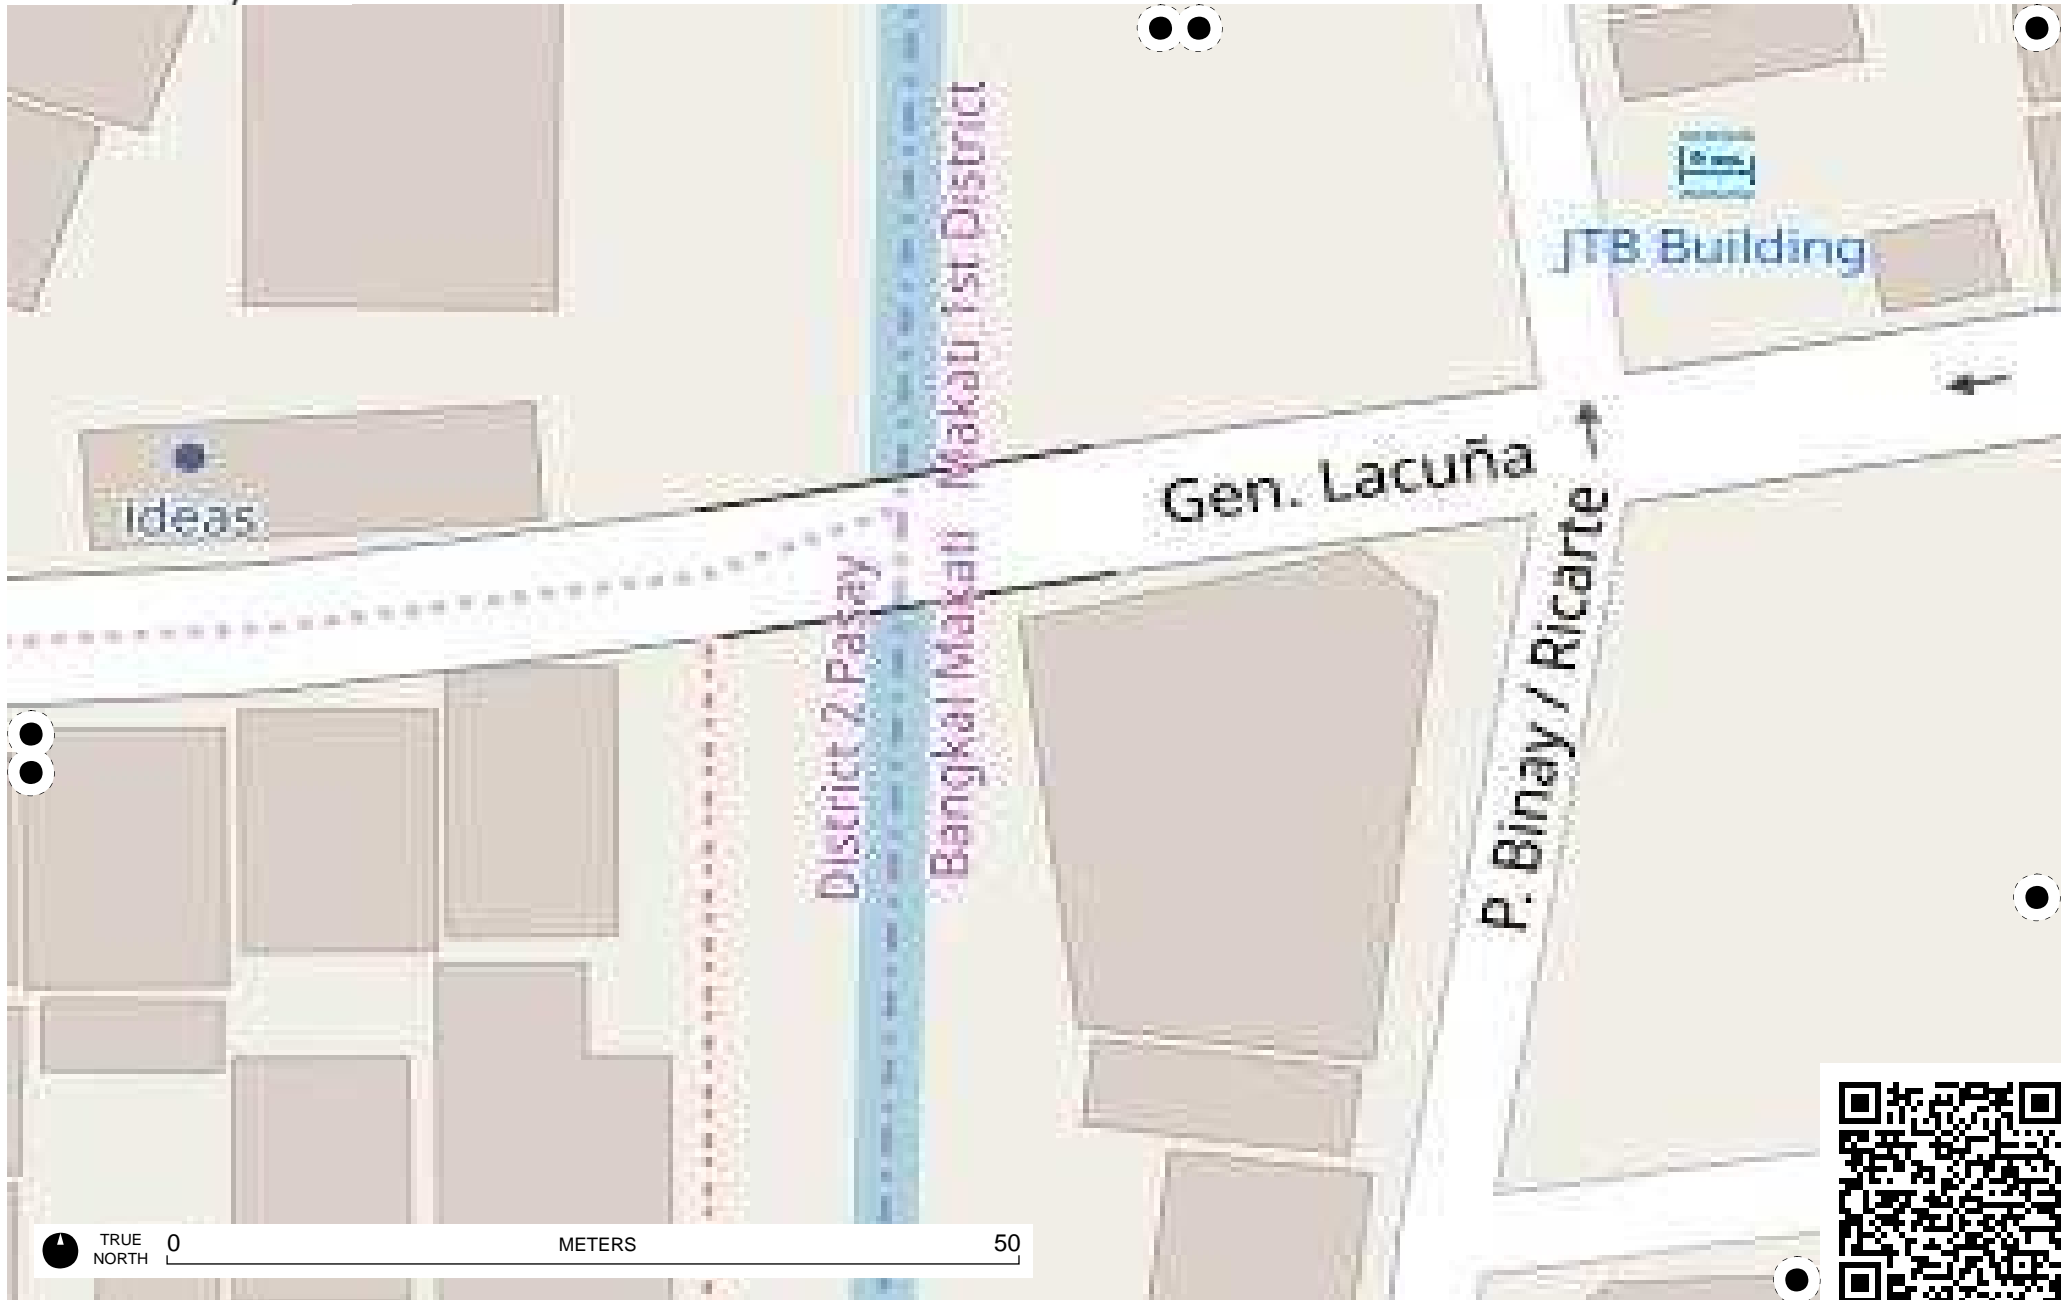 Makati 1st District
JTB Building
Ideas
Gen. Lacuña
District 2 Pasay
Bangkal Makati
P. Binay / Ricarte
TRUE
NORTH
0
METERS
50